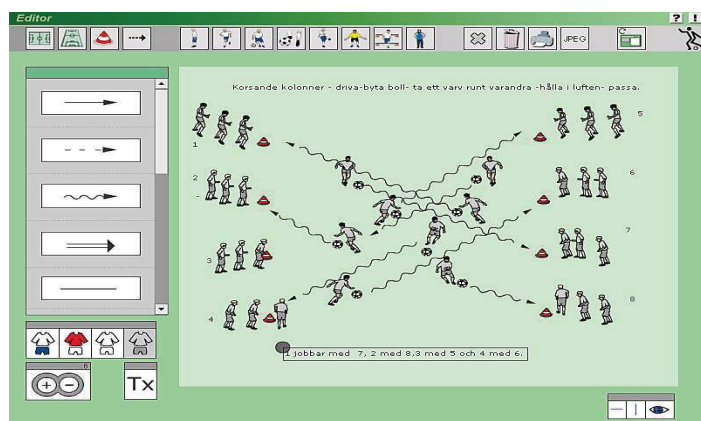 Editor
? !
JPEG
Korsande kolonner - driva-byta boll- ta ett varv runt varandra -hålla i luften- passa.
1
5
2
6
3
7
4
8
1 jobbar med 7, 2 med 8,3 med 5 och 4 med 6.
Tx